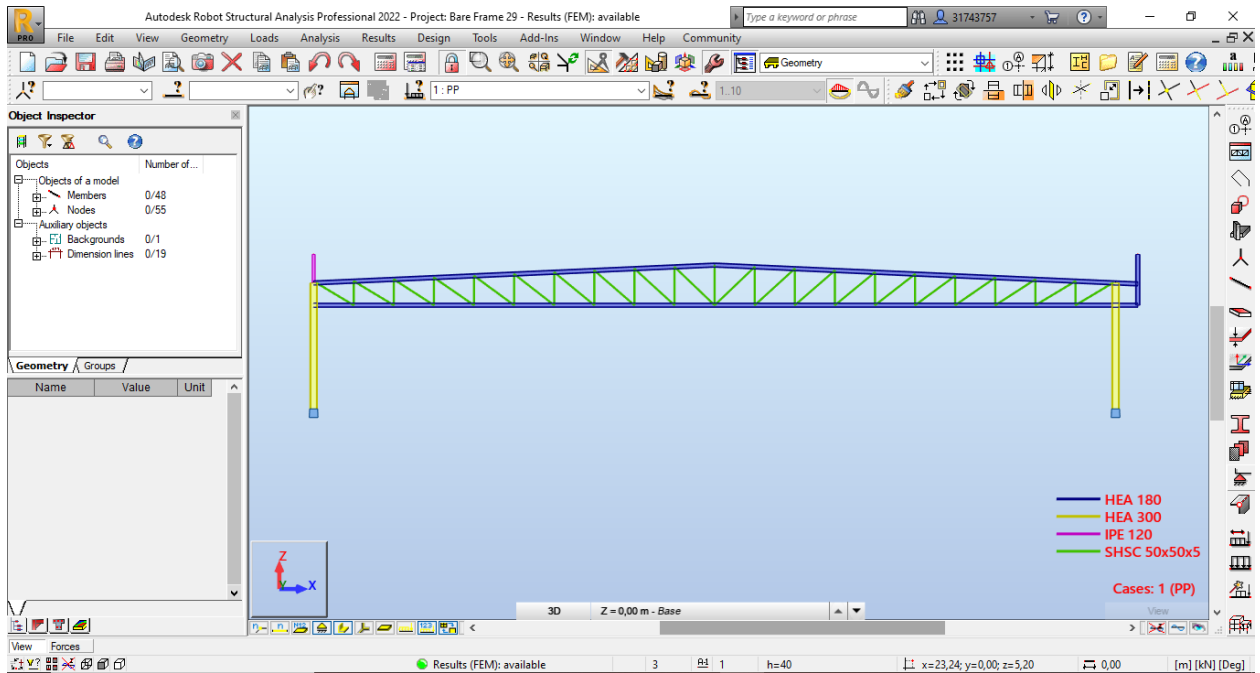 Autodesk Robot Structural Analysis Professional 2022 - Project: Bare Frame 29 - Results (FEM): available
Type a keyword or phrase
31743757
PRO
File Edit View Geometry Loads Analysis Results Design Tools Add-Ins Window Help Community
Geometry
1 : PP
1..10
Object Inspector
Objects Number of...
Objects of a model
Members 0/48
Nodes 0/55
Auxiliary objects
Backgrounds 0/1
Dimension lines 0/19
Geometry Groups
Name Value Unit
HEA 180
HEA 300
IPE 120
SHSC 50x50x5
Cases: 1 (PP)
Z
X
3D Z = 0,00 m - Base
View
View Forces
Results (FEM): available 3 1 h=40 x=23,24; y=0,00; z=5,20 0,00 [m] [kN] [Deg]